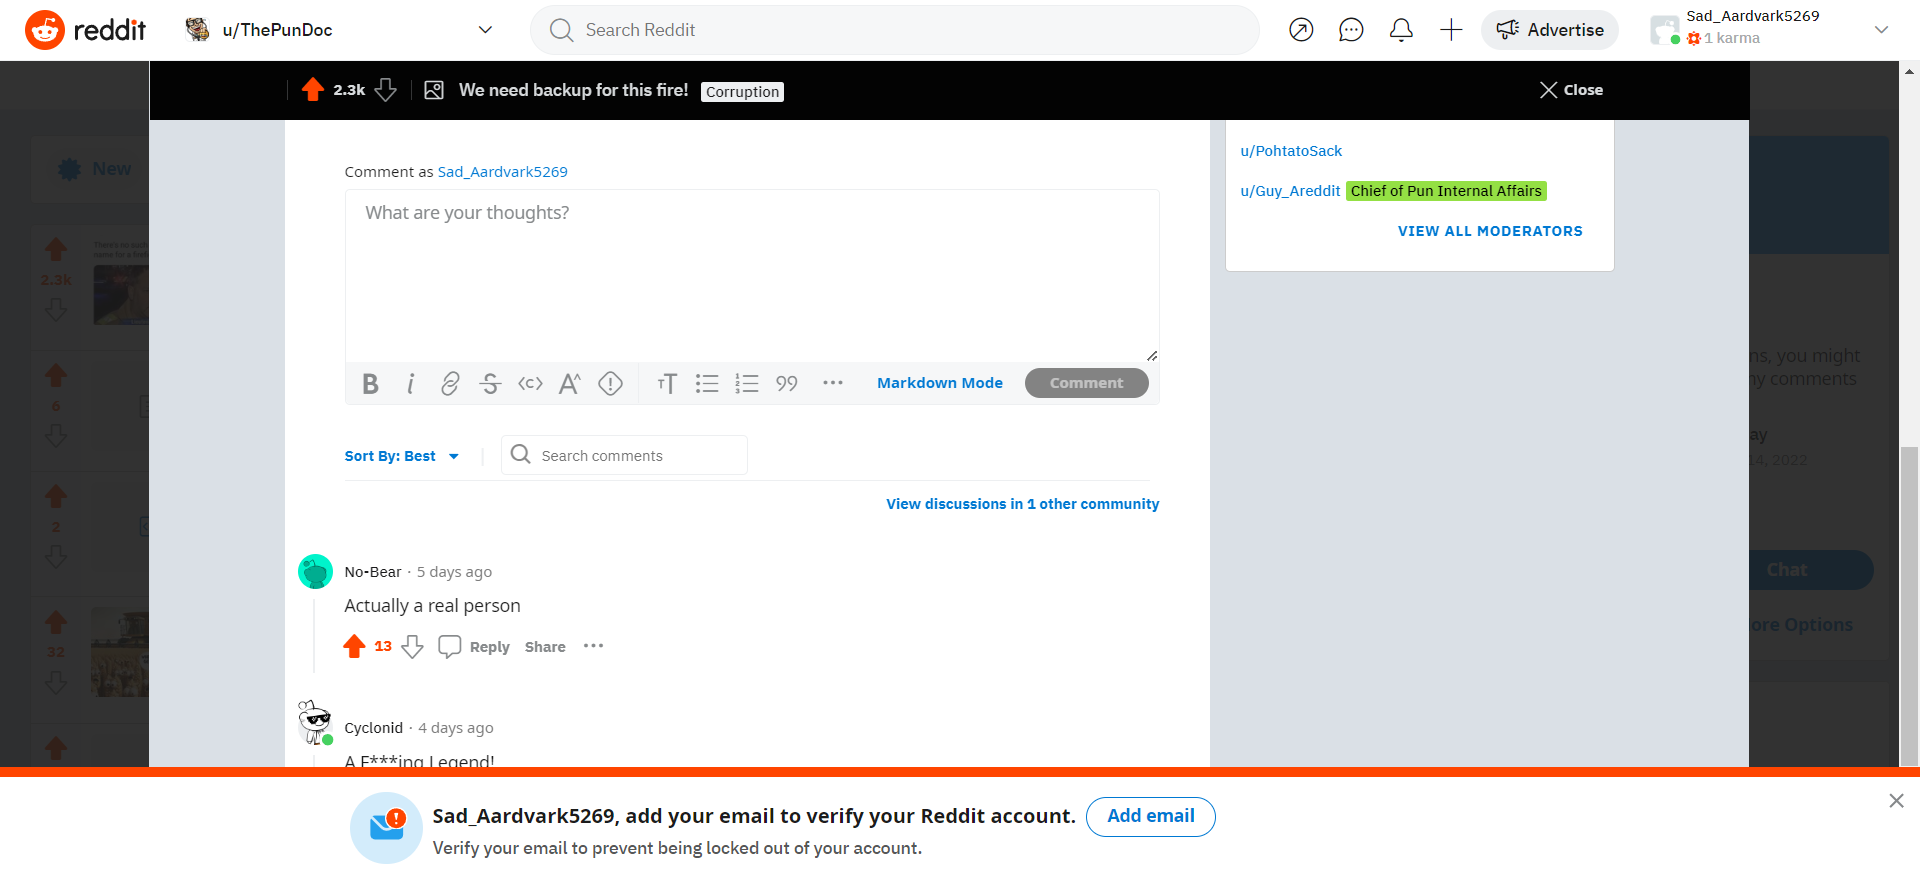 reddit
u/ThePunDoc
Search Reddit
Advertise
Sad_Aardvark5269
1 karma
2.3k
We need backup for this fire!
Corruption
Close
New
2.3k
6
2
32
Comment as Sad_Aardvark5269
What are your thoughts?
Markdown Mode
Comment
Sort By: Best
Search comments
View discussions in 1 other community
No-Bear · 5 days ago
Actually a real person
13
Reply
Share
Cyclonid · 4 days ago
A F***ing Legend!
u/PohtatoSack
u/Guy_Areddit
Chief of Pun Internal Affairs
VIEW ALL MODERATORS
you might
comments
14, 2022
Chat
Options
Sad_Aardvark5269, add your email to verify your Reddit account.
Add email
Verify your email to prevent being locked out of your account.